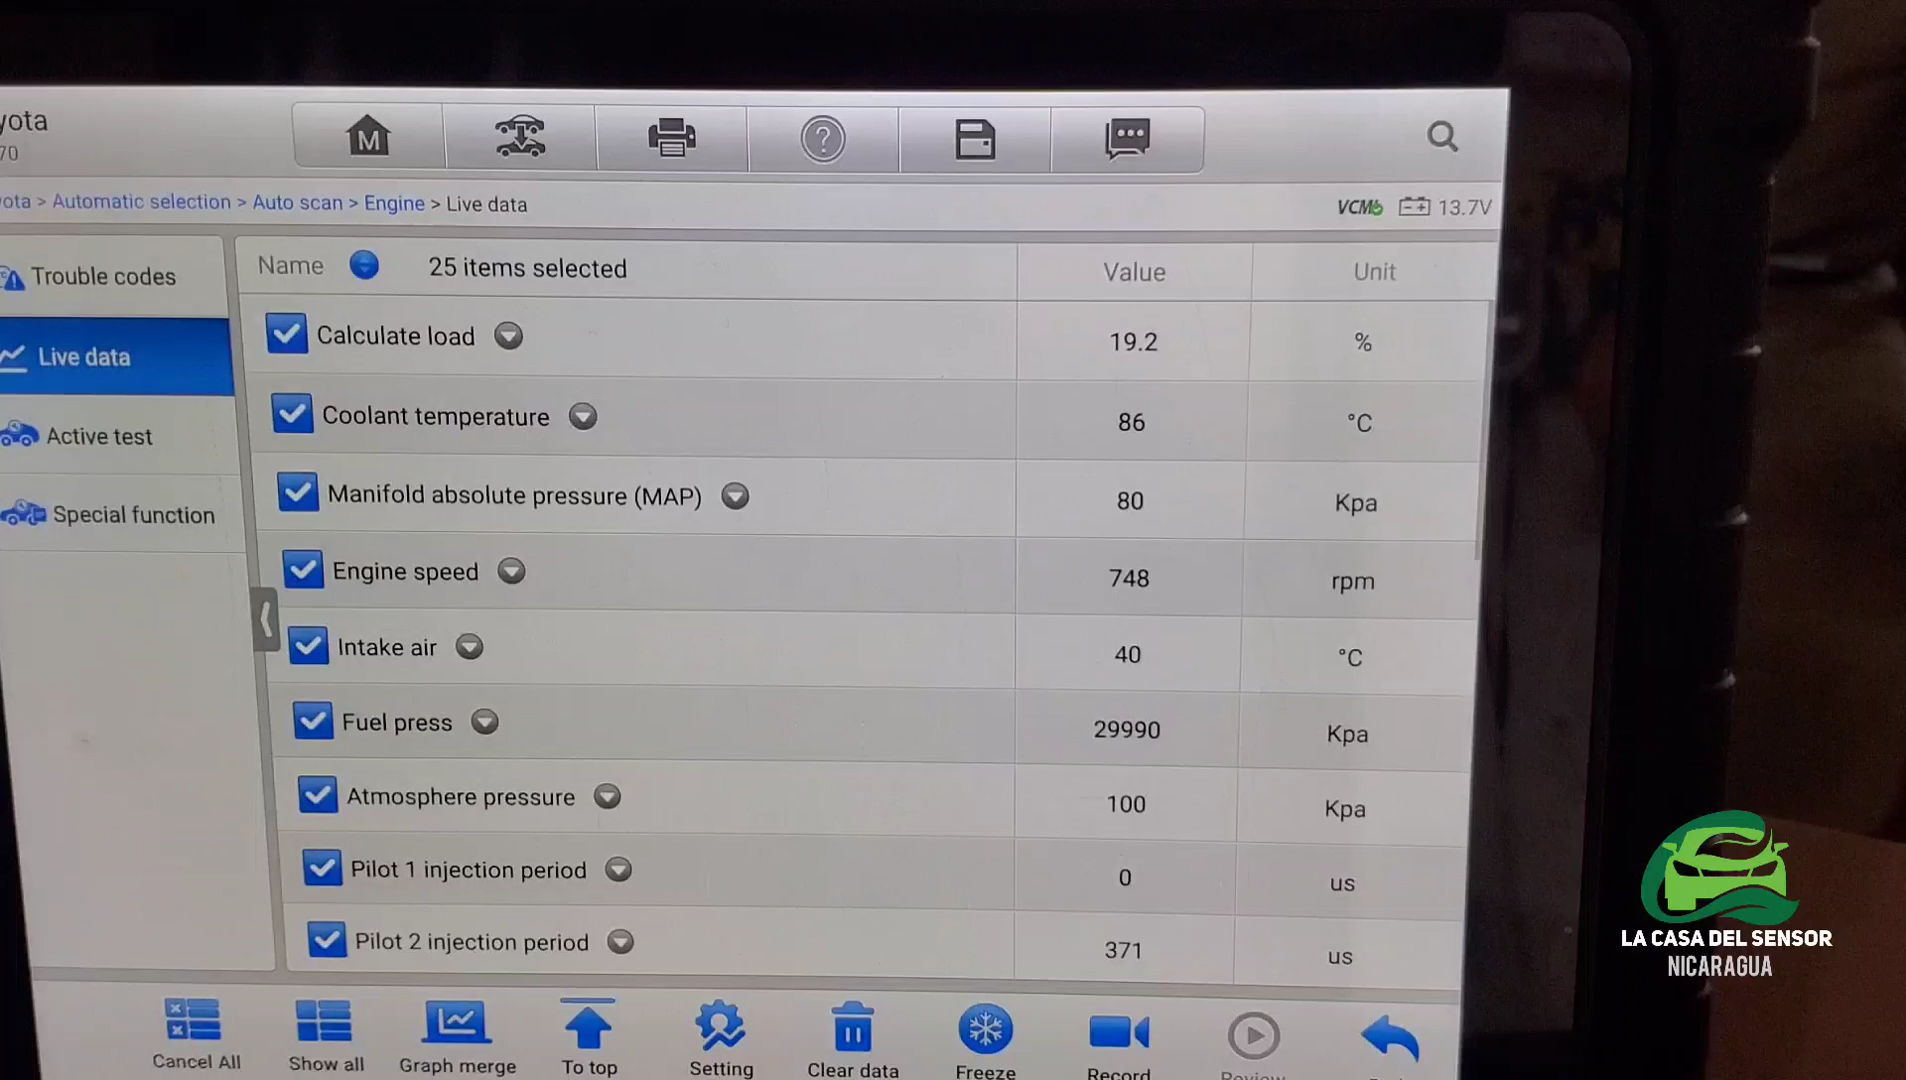 yota
70
M
?
ota > Automatic selection > Auto scan > Engine > Live data
VCM
13.7V
Trouble codes
Live data
Active test
Special function
Name 25 items selected Value Unit
Calculate load 19.2 %
Coolant temperature 86 °C
Manifold absolute pressure (MAP) 80 Kpa
Engine speed 748 rpm
Intake air 40 °C
Fuel press 29990 Kpa
Atmosphere pressure 100 Kpa
Pilot 1 injection period 0 us
Pilot 2 injection period 371 us
Cancel All Show all Graph merge To top Setting Clear data Freeze Record Review
LA CASA DEL SENSOR
NICARAGUA